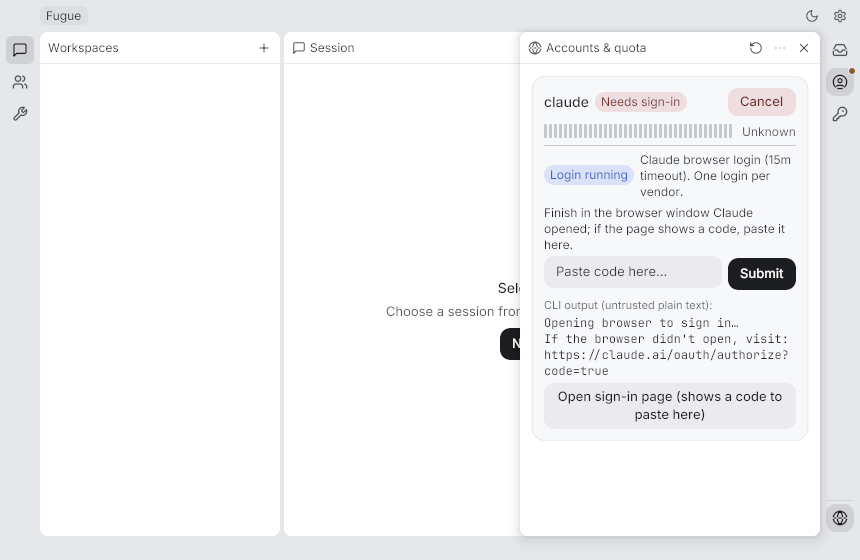 Fugue
Workspaces
Session
Choose a session from
Accounts & quota
claude
Needs sign-in
Cancel
Unknown
Login running
Claude browser login (15m
timeout). One login per
vendor.
Finish in the browser window Claude
opened; if the page shows a code, paste it
here.
Paste code here...
Submit
CLI output (untrusted plain text):
Opening browser to sign in…
If the browser didn't open, visit:
https://claude.ai/oauth/authorize?
code=true
Open sign-in page (shows a code to
paste here)